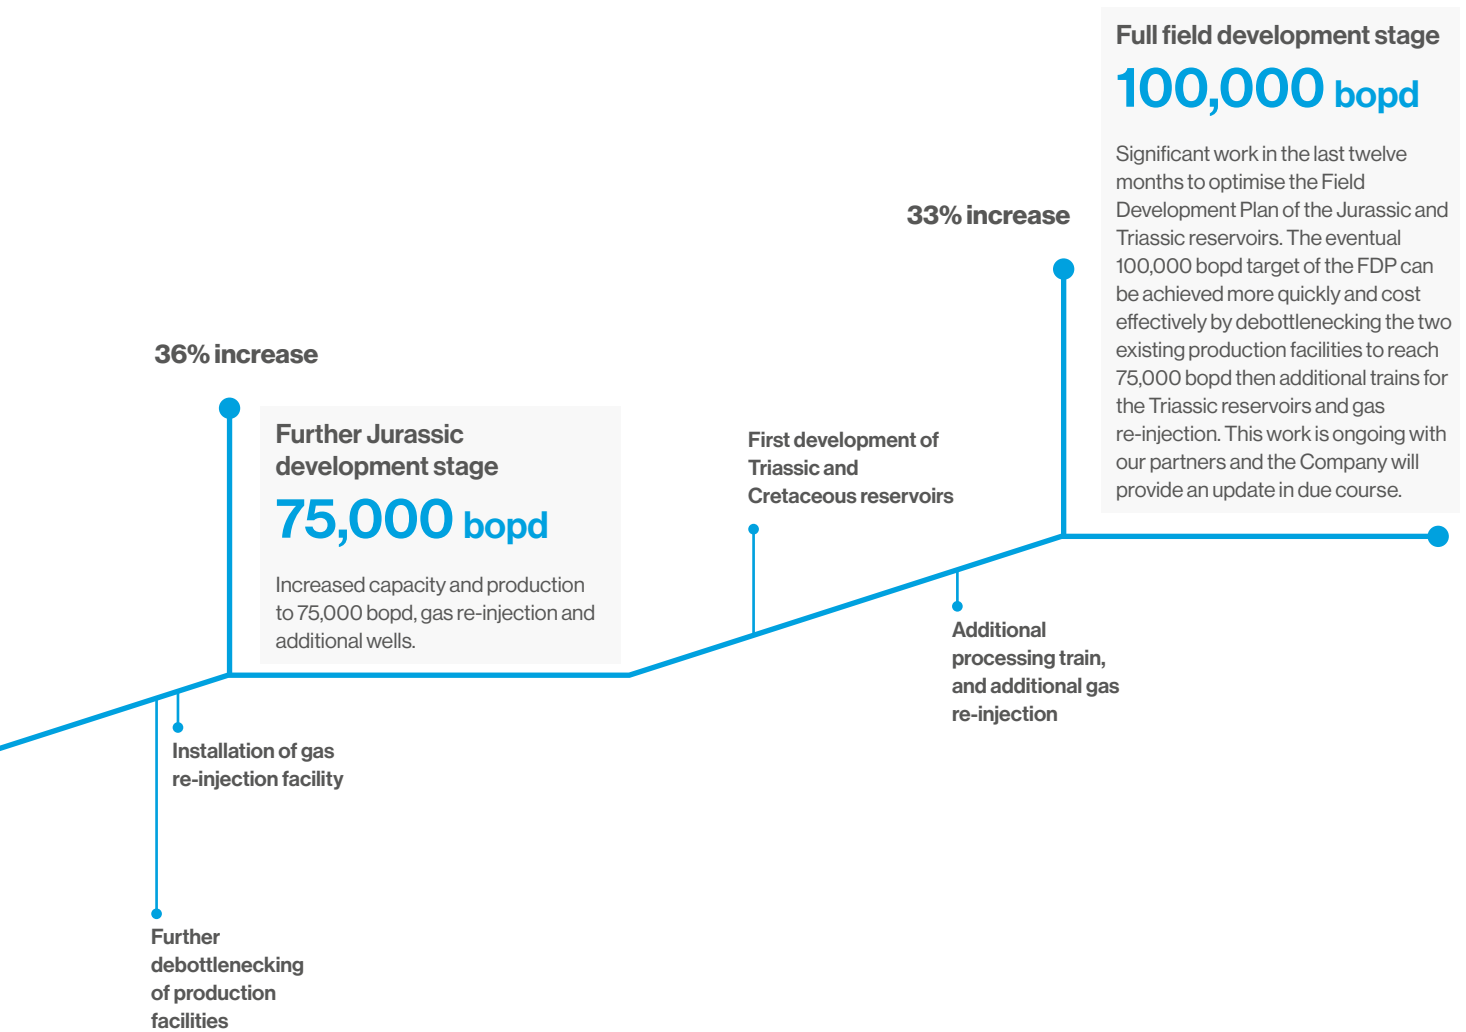 36% increase
Further Jurassic
development stage
75,000 bopd
Increased capacity and production
to 75,000 bopd, gas re-injection and
additional wells.
Installation of gas
re-injection facility
Further
debottlenecking
of production
facilities
First development of
Triassic and
Cretaceous reservoirs
Additional
processing train,
and additional gas
re-injection
33% increase
Full field development stage
100,000 bopd
Significant work in the last twelve
months to optimise the Field
Development Plan of the Jurassic and
Triassic reservoirs. The eventual
100,000 bopd target of the FDP can
be achieved more quickly and cost
effectively by debottlenecking the two
existing production facilities to reach
75,000 bopd then additional trains for
the Triassic reservoirs and gas
re-injection. This work is ongoing with
our partners and the Company will
provide an update in due course.